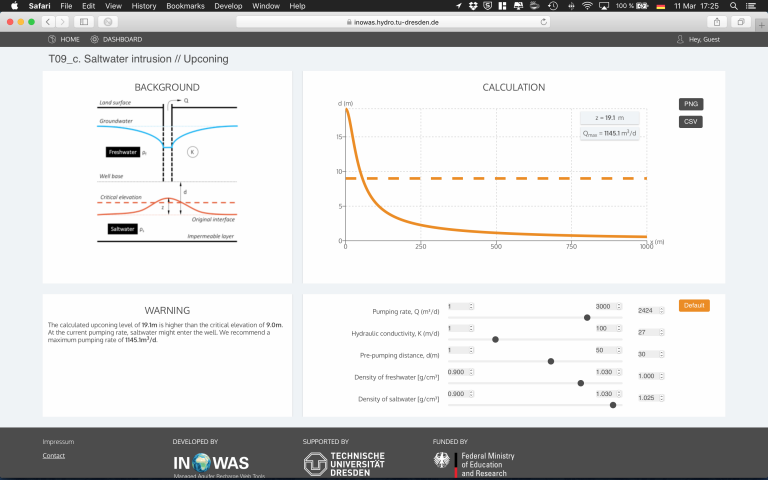 Safari File Edit View History Bookmarks Develop Window Help 100 % 11 Mar 17:25
inowas.hydro.tu-dresden.de
HOME DASHBOARD Hey, Guest
T09_c. Saltwater intrusion // Upconing
BACKGROUND
Land surface
Q
Groundwater
Freshwater
K
Well base
d
Critical elevation
z
Original interface
Saltwater
Impermeable layer
CALCULATION
d (m)
z = 19.1 m
Qmax = 1145.1 m³/d
15
10
5
0
0 250 500 750 1000 x (m)
PNG
CSV
WARNING
The calculated upconing level of 19.1m is higher than the critical elevation of 9.0m.
At the current pumping rate, saltwater might enter the well. We recommend a
maximum pumping rate of 1145.1m³/d.
Pumping rate, Q (m³/d) 1 3000 2424
Hydraulic conductivity, K (m/d) 1 100 27
Pre-pumping distance, d(m) 1 50 30
Density of freshwater [g/cm³] 0.900 1.030 1.000
Density of saltwater [g/cm³] 0.900 1.030 1.025
Default
Impressum
Contact
DEVELOPED BY
INOWAS
Managed Aquifer Recharge Web Tools
SUPPORTED BY
TECHNISCHE
UNIVERSITÄT
DRESDEN
FUNDED BY
Federal Ministry
of Education
and Research